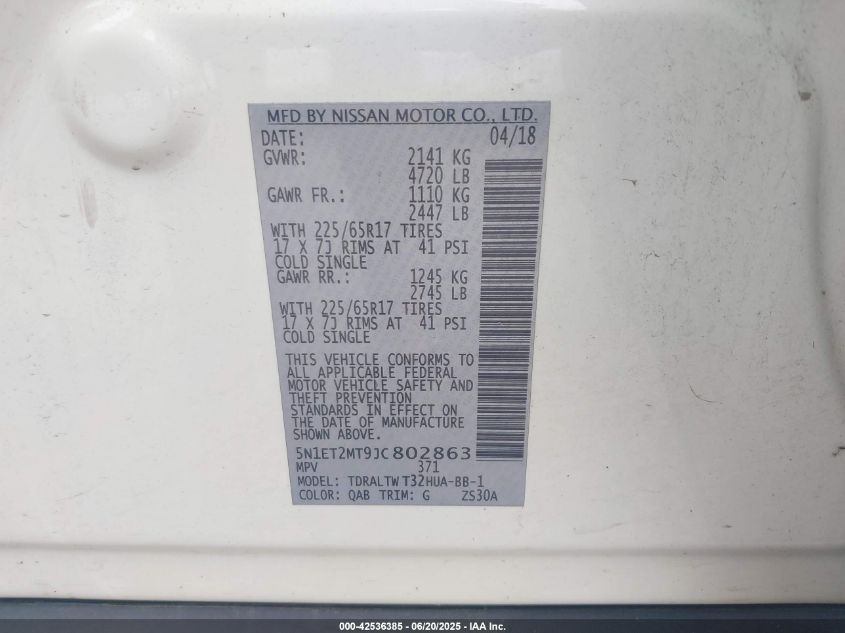 MFD BY NISSAN MOTOR CO., LTD.
DATE: 04/18
GVWR: 2141 KG
4720 LB
GAWR FR.: 1110 KG
2447 LB
WITH 225/65R17 TIRES
17 X 7J RIMS AT 41 PSI
COLD SINGLE
GAWR RR.: 1245 KG
2745 LB
WITH 225/65R17 TIRES
17 X 7J RIMS AT 41 PSI
COLD SINGLE
THIS VEHICLE CONFORMS TO
ALL APPLICABLE FEDERAL
MOTOR VEHICLE SAFETY AND
THEFT PREVENTION
STANDARDS IN EFFECT ON
THE DATE OF MANUFACTURE
SHOWN ABOVE.
5N1ET2MT9JC802863
MPV 371
MODEL: TDRALTW T32HUA-BB-1
COLOR: QAB TRIM: G ZS30A
000-42536385 - 06/20/2025 - IAA Inc.